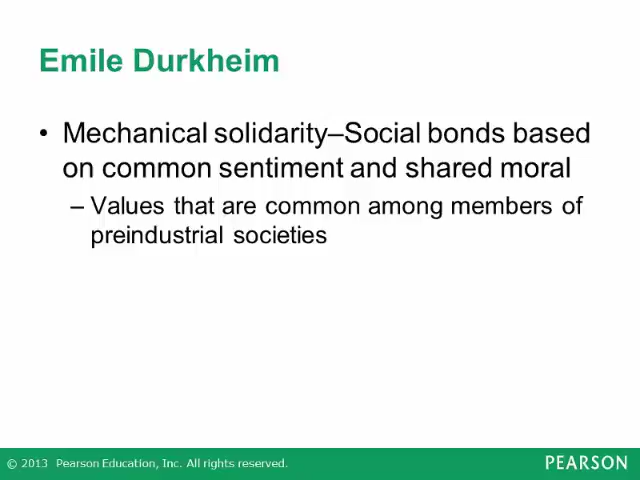 Emile Durkheim
• Mechanical solidarity–Social bonds based
on common sentiment and shared moral
– Values that are common among members of
preindustrial societies
© 2013 Pearson Education, Inc. All rights reserved.
PEARSON